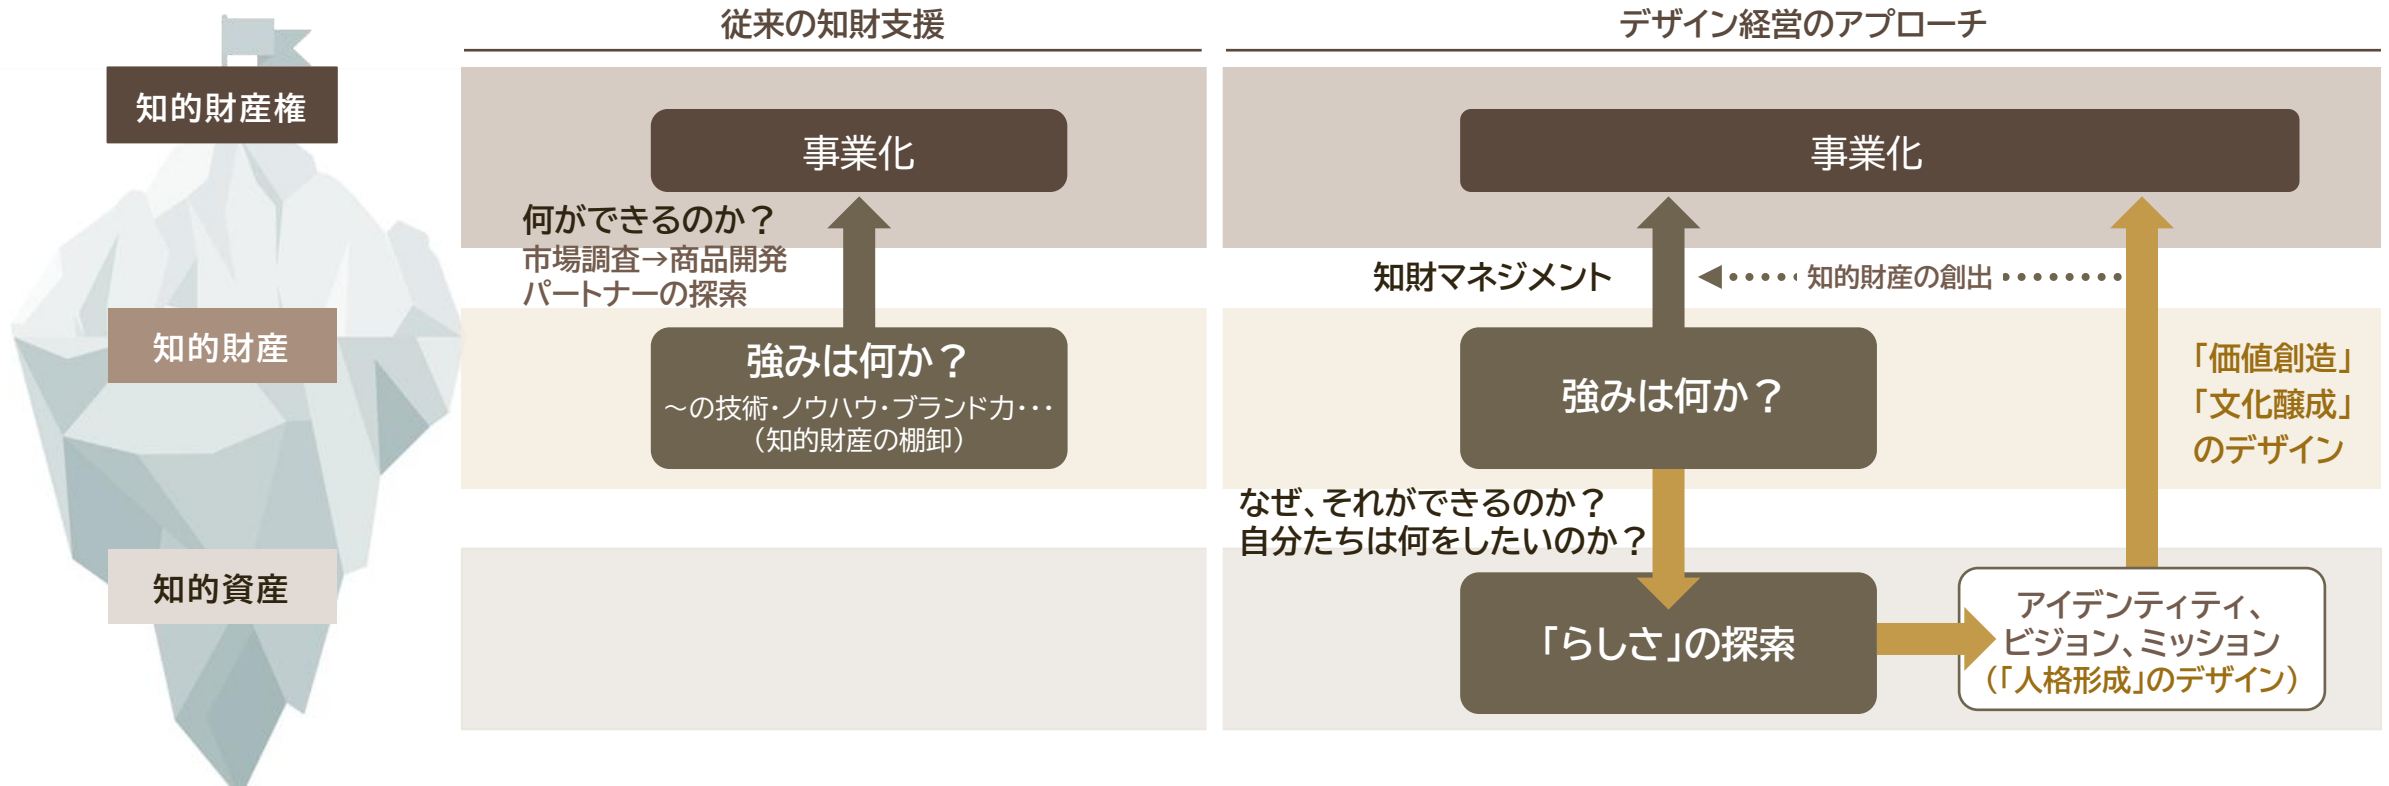 従来の知財支援
デザイン経営のアプローチ
知的財産権
知的財産
知的資産
事業化
何ができるのか？
市場調査→商品開発
パートナーの探索
強みは何か？
～の技術・ノウハウ・ブランド力・・・
（知的財産の棚卸）
事業化
知財マネジメント
知的財産の創出
強みは何か？
「価値創造」
「文化醸成」
のデザイン
なぜ、それができるのか？
自分たちは何をしたいのか？
「らしさ」の探索
アイデンティティ、
ビジョン、ミッション
（「人格形成」のデザイン）